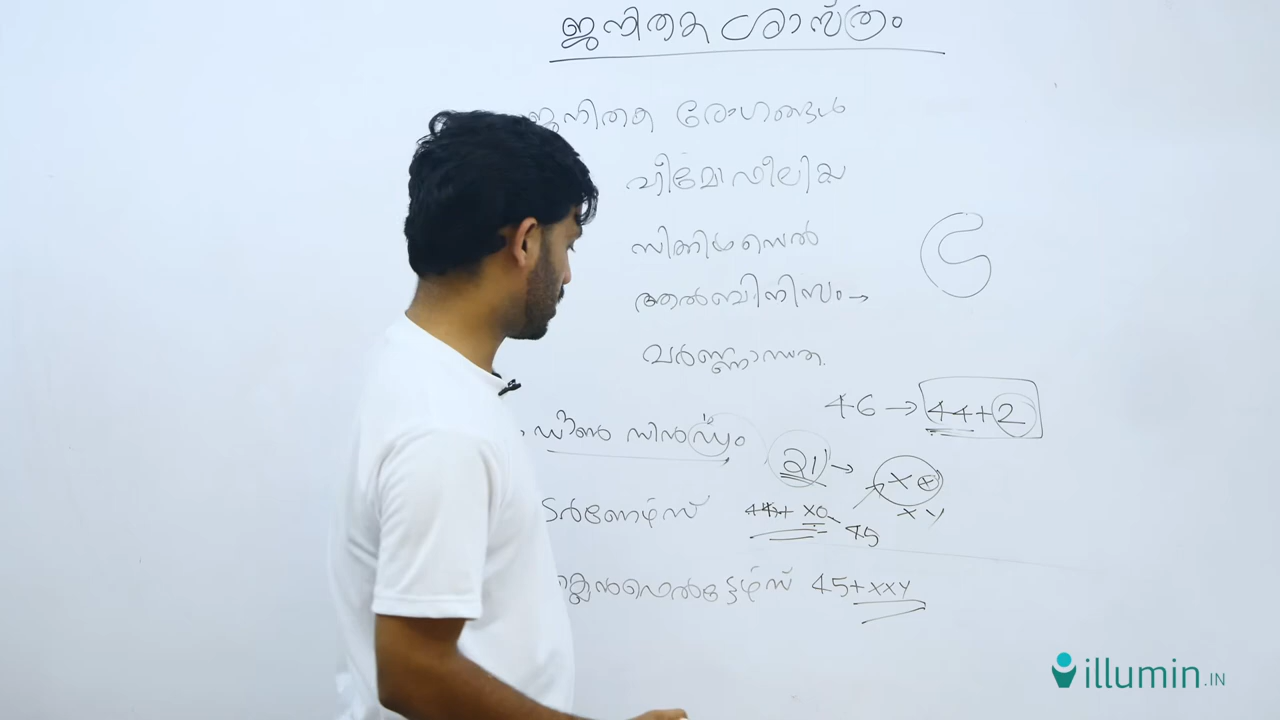 ജനിതക ശാസ്ത്രം
ജനിതക രോഗങ്ങൾ
ഹീമോഫീലിയ
സിക്കിൾസെൽ
ആൽബിനിസം→
വർണ്ണാന്ധത.
46 → 44+2
ഡൗൺ സിൻഡ്രം
21 →
X
XY
ടർണേഴ്സ് 44+ XO
45
ക്ലൈൻഫെൽട്ടേഴ്സ് 45+XXY
illumin.IN